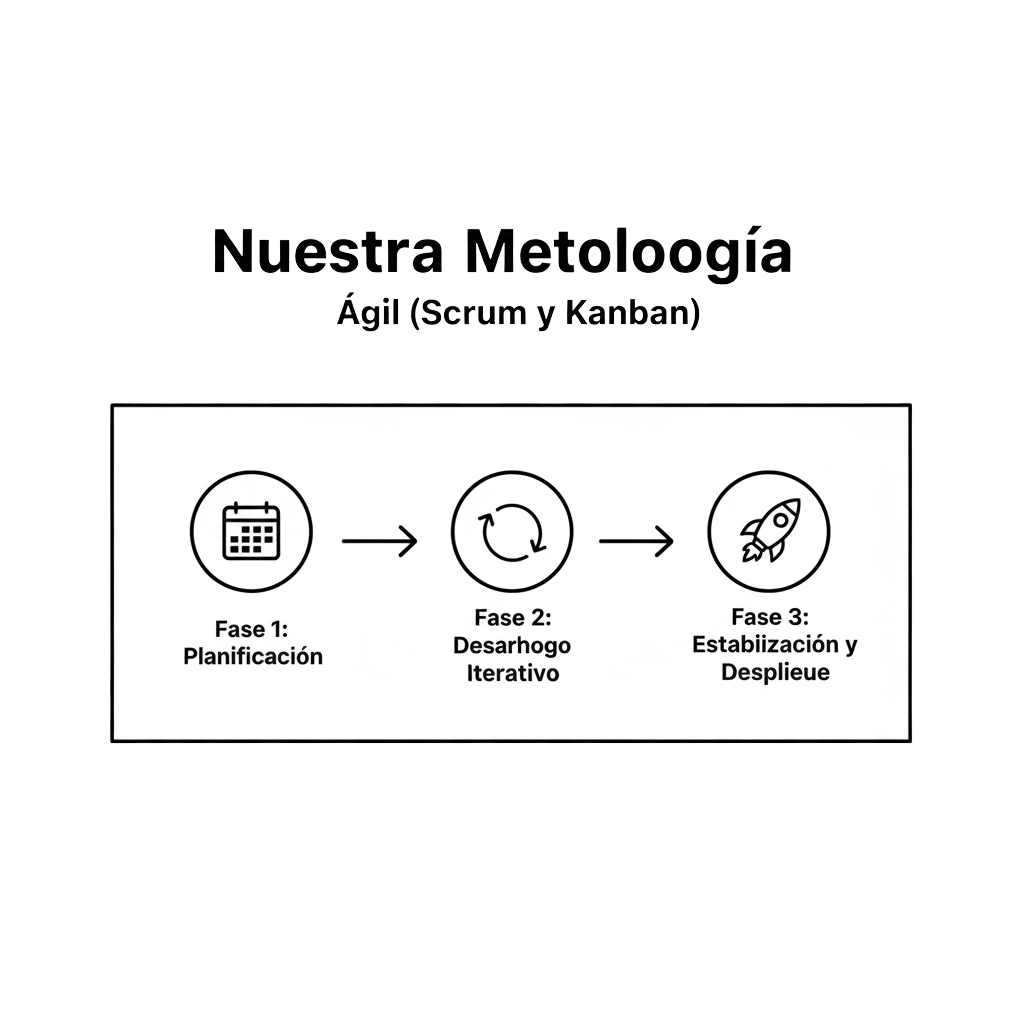 Nuestra Metoloogía
Ágil (Scrum y Kanban)
Fase 1:
Planificación
Fase 2:
Desarhogo
Iterativo
Fase 3:
Estabiización y
Desplieue